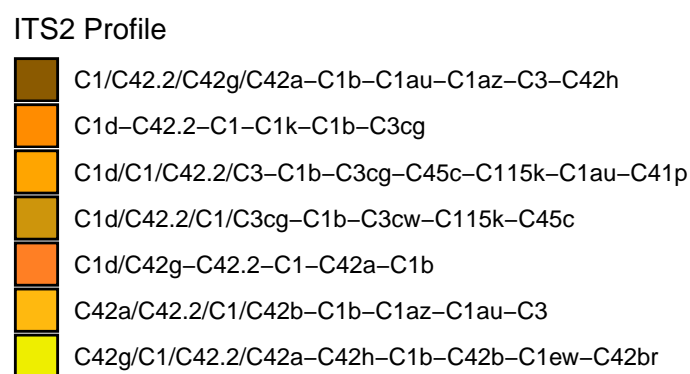 ITS2 Profile
C1/C42.2/C42g/C42a−C1b−C1au−C1az−C3−C42h
C1d−C42.2−C1−C1k−C1b−C3cg
C1d/C1/C42.2/C3−C1b−C3cg−C45c−C115k−C1au−C41p
C1d/C42.2/C1/C3cg−C1b−C3cw−C115k−C45c
C1d/C42g−C42.2−C1−C42a−C1b
C42a/C42.2/C1/C42b−C1b−C1az−C1au−C3
C42g/C1/C42.2/C42a−C42h−C1b−C42b−C1ew−C42br